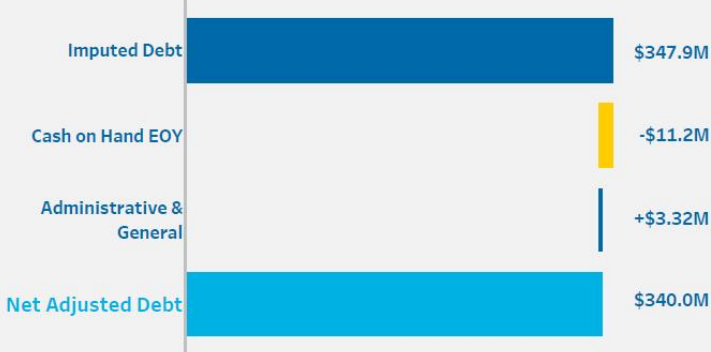 Imputed Debt $347.9M
Cash on Hand EOY -$11.2M
Administrative &
General +$3.32M
Net Adjusted Debt $340.0M